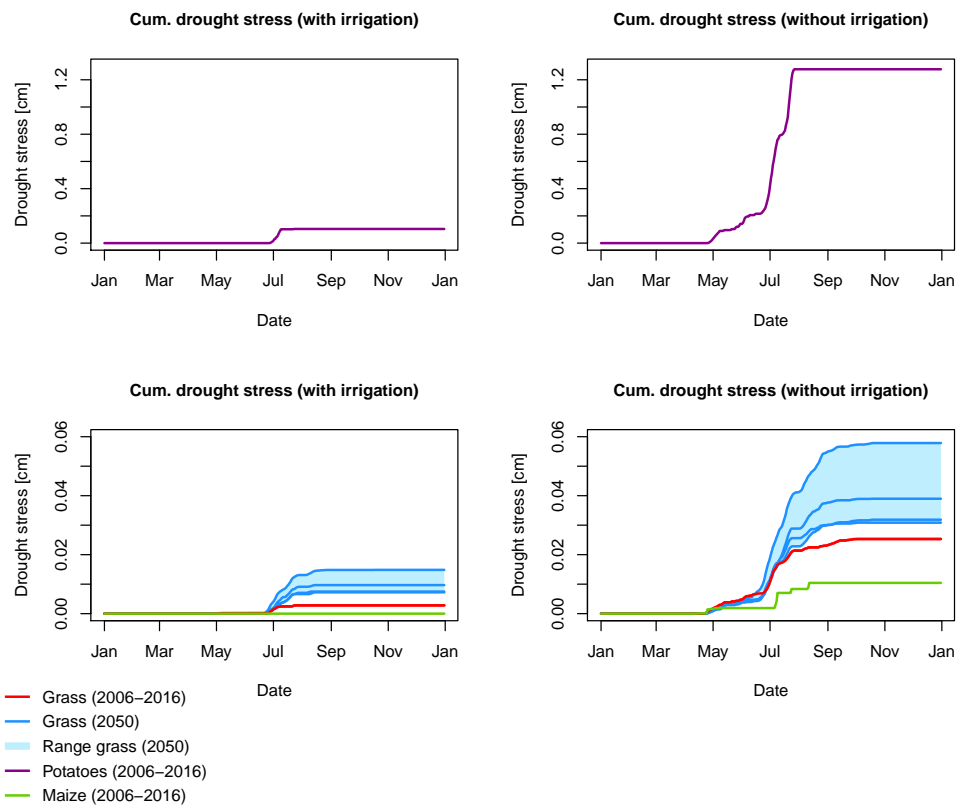 Cum. drought stress (with irrigation)
Drought stress [cm]
0.0 0.4 0.8 1.2
Jan Mar May Jul Sep Nov Jan
Date
Cum. drought stress (without irrigation)
Drought stress [cm]
0.0 0.4 0.8 1.2
Jan Mar May Jul Sep Nov Jan
Date
Cum. drought stress (with irrigation)
Drought stress [cm]
0.00 0.02 0.04 0.06
Jan Mar May Jul Sep Nov Jan
Date
Cum. drought stress (without irrigation)
Drought stress [cm]
0.00 0.02 0.04 0.06
Jan Mar May Jul Sep Nov Jan
Date
Grass (2006−2016)
Grass (2050)
Range grass (2050)
Potatoes (2006−2016)
Maize (2006−2016)